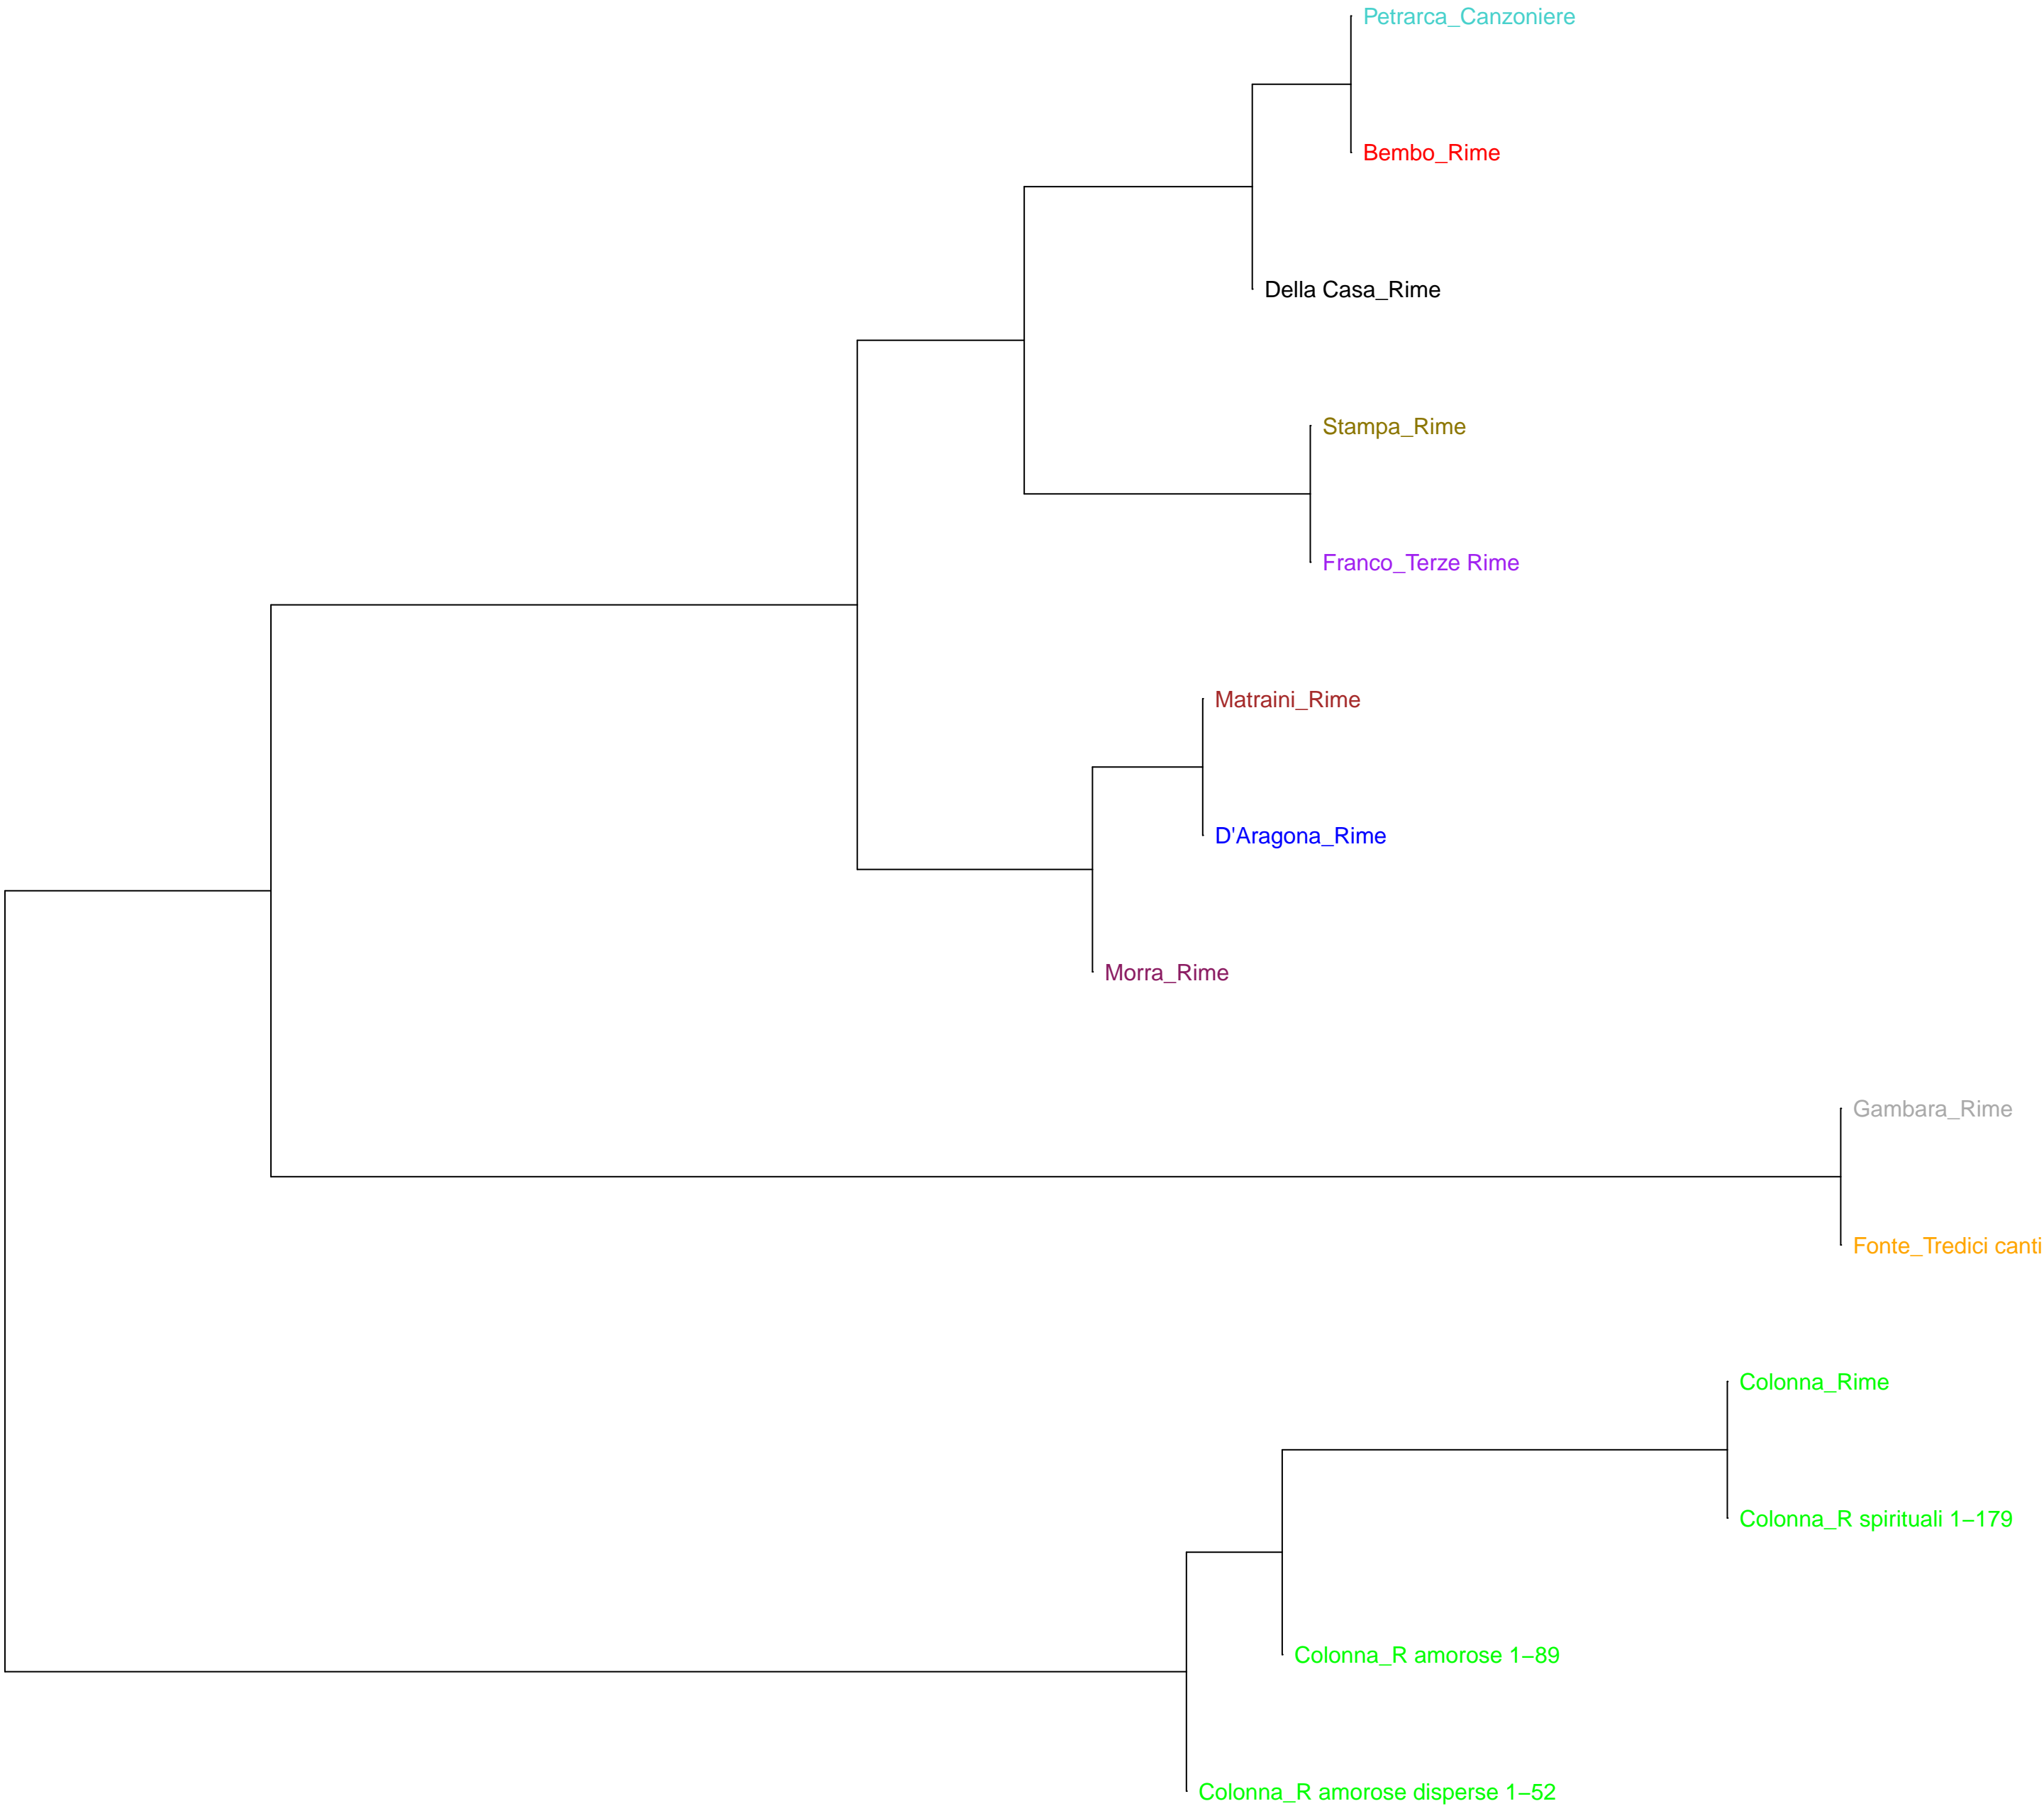 Petrarca_Canzoniere
Bembo_Rime
Della Casa_Rime
Stampa_Rime
Franco_Terze Rime
Matraini_Rime
D'Aragona_Rime
Morra_Rime
Gambara_Rime
Fonte_Tredici canti
Colonna_Rime
Colonna_R spirituali 1−179
Colonna_R amorose 1−89
Colonna_R amorose disperse 1−52